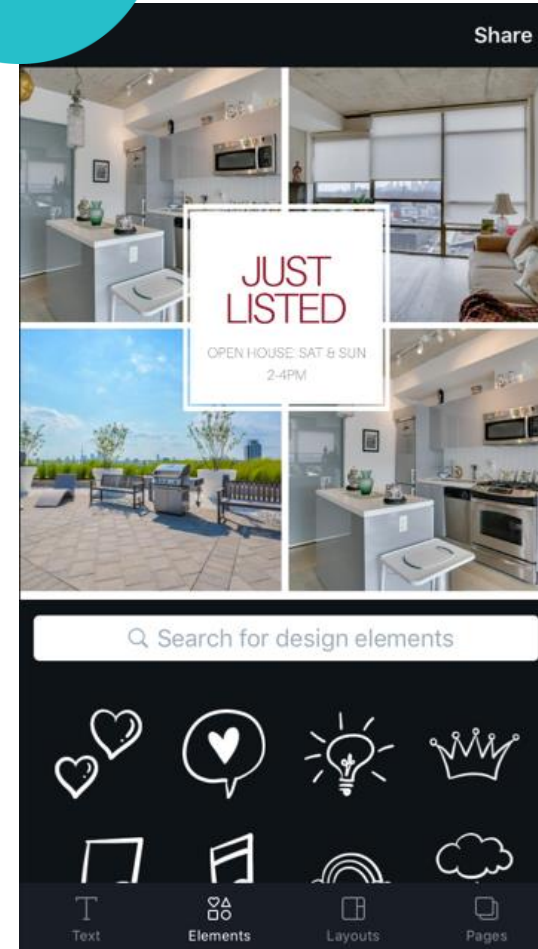 Share
JUST
LISTED
OPEN HOUSE: SAT & SUN
2-4PM
Search for design elements
Text
Elements
Layouts
Pages